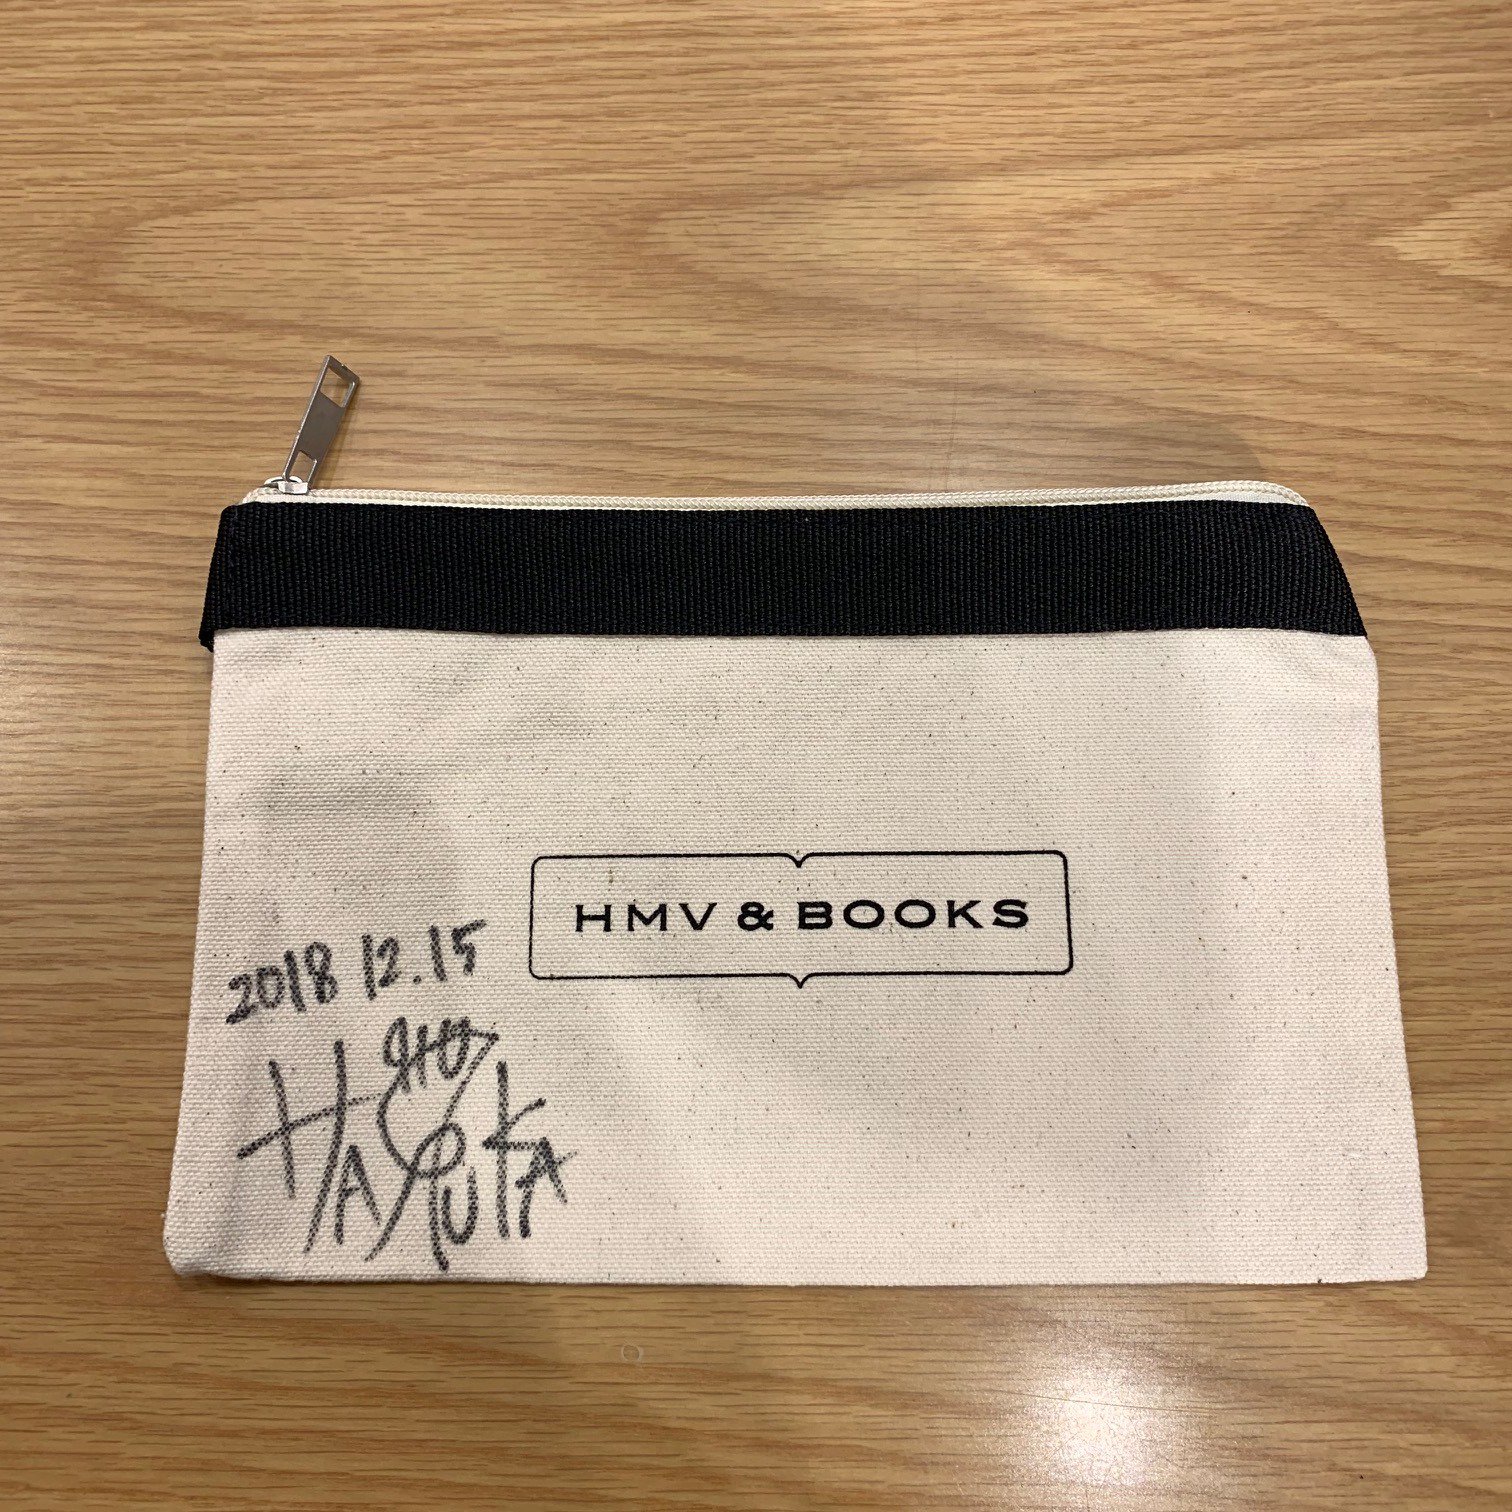 HMV & BOOKS
2018 12.15
HARUKA